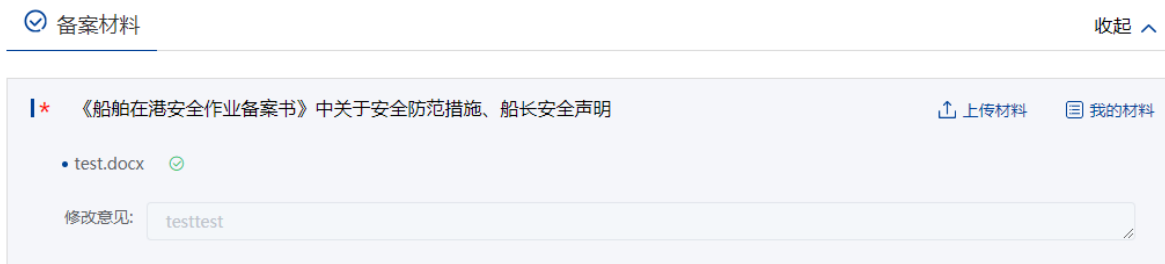 备案材料
收起
* 《船舶在港安全作业备案书》中关于安全防范措施、船长安全声明
上传材料
我的材料
• test.docx
修改意见:
testtest